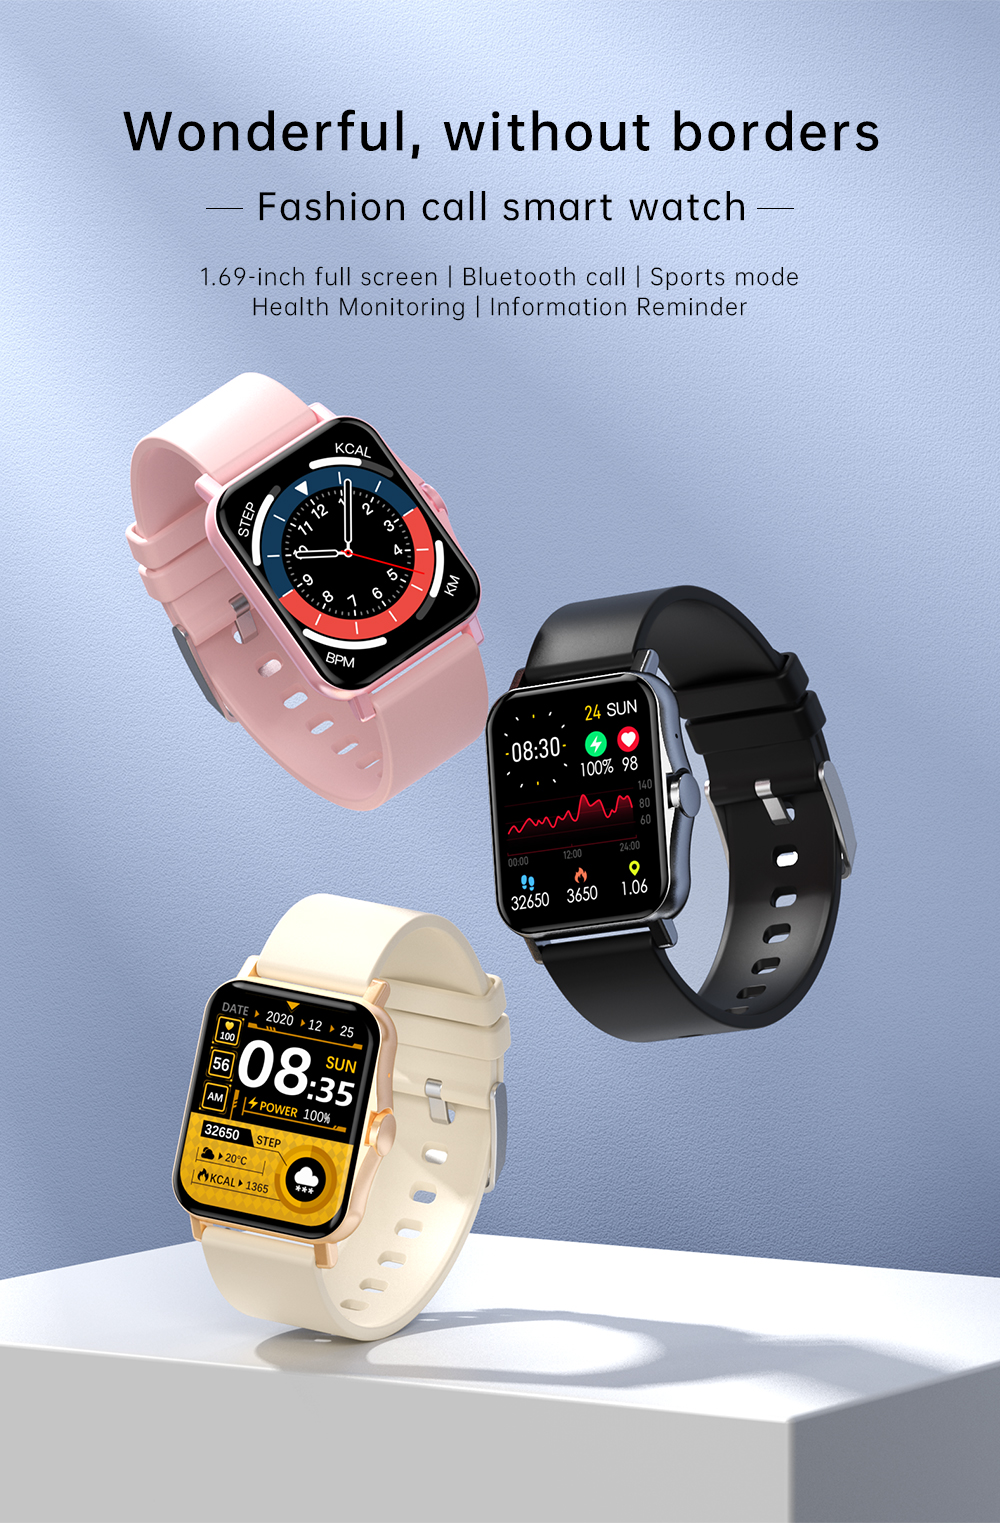 Wonderful, without borders
Fashion call smart watch
1.69-inch full screen | Bluetooth call | Sports mode
Health Monitoring | Information Reminder
KCAL
STEP
KM
BPM
12
1
2
3
4
5
6
7
8
9
11
24 SUN
08:30
100% 98
140
80
60
00:00 12:00 24:00
32650 3650 1.06
DATE 2020 12 25
100
SUN
08:35
56
AM
POWER 100%
32650 STEP
20°C
KCAL 1365